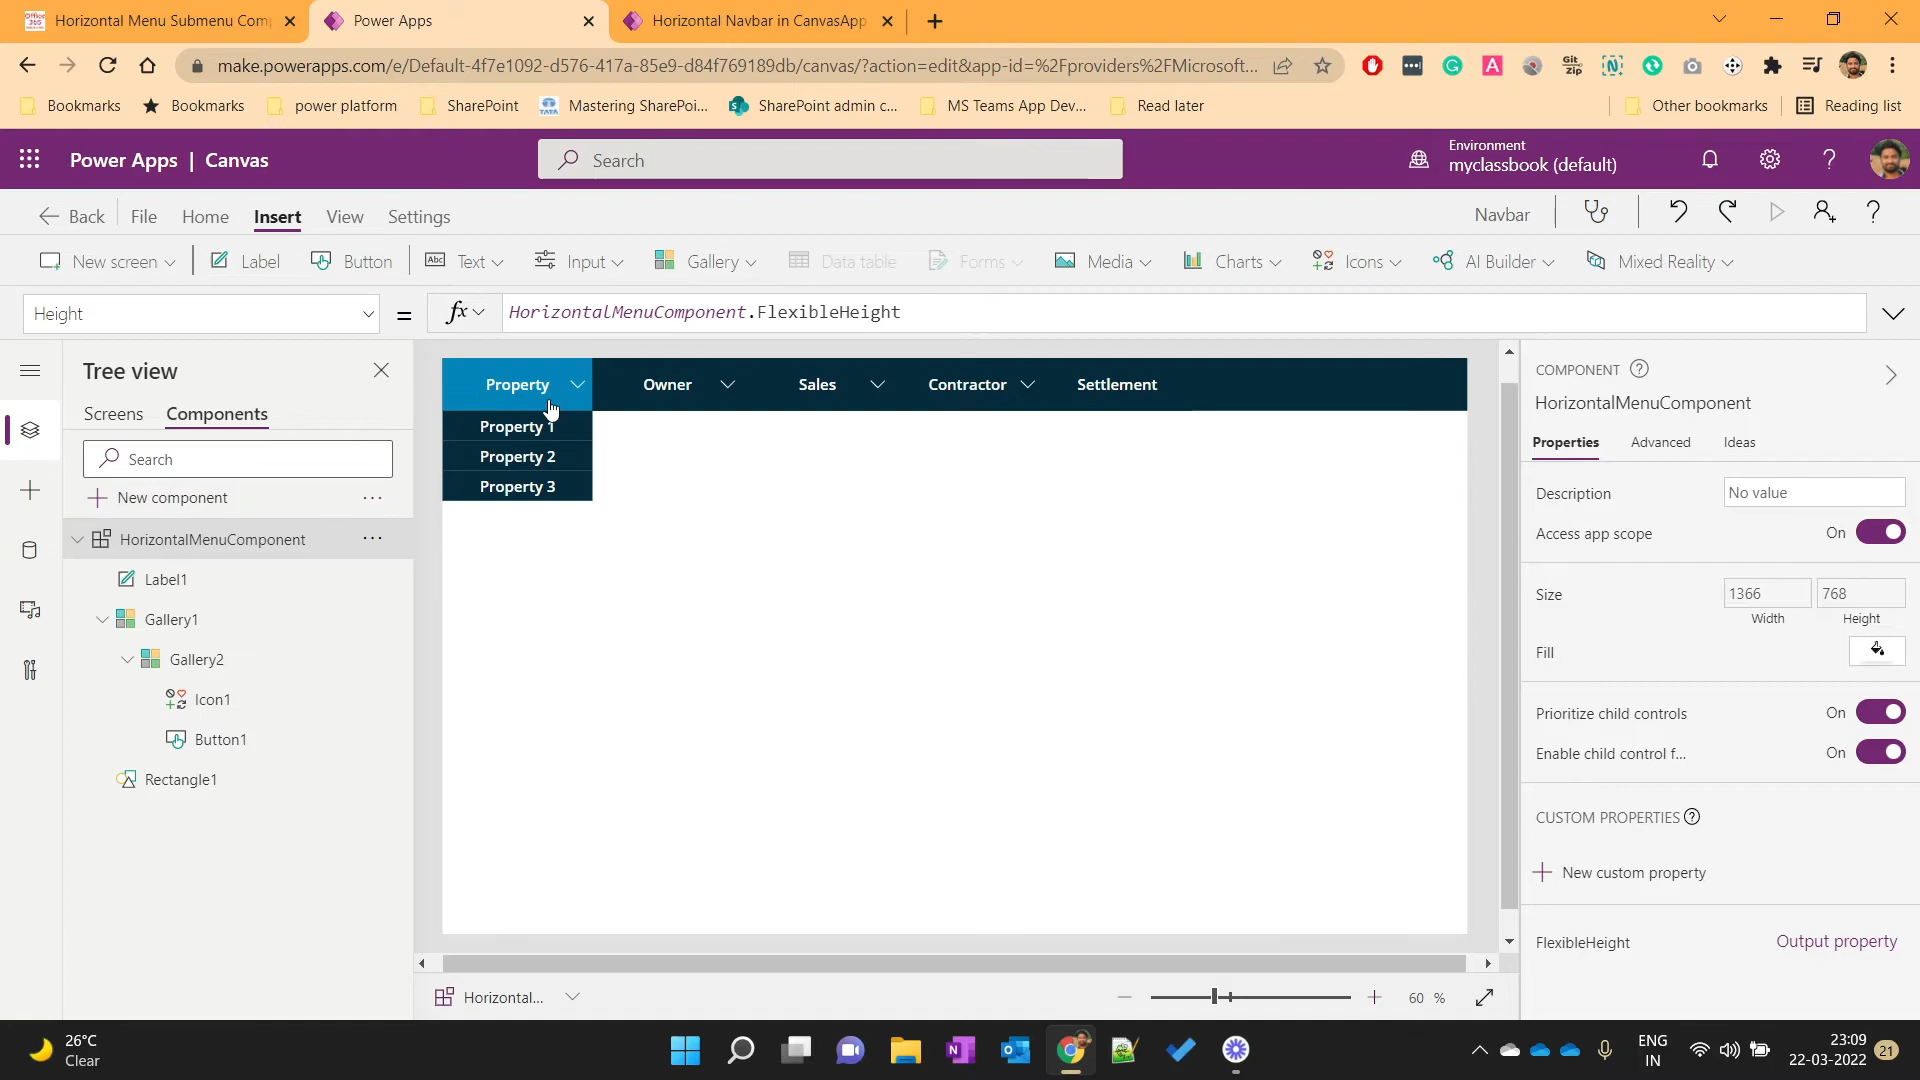 Horizontal Menu Submenu Com
Power Apps
Horizontal Navbar in CanvasApp
make.powerapps.com/e/Default-4f7e1092-d576-417a-85e9-d84f769189db/canvas/?action=edit&app-id=%2Fproviders%2FMicrosoft...
Bookmarks
Bookmarks
power platform
SharePoint
Mastering SharePoi...
SharePoint admin c...
MS Teams App Dev...
Read later
Other bookmarks
Reading list
Power Apps | Canvas
Search
Environment
myclassbook (default)
Back
File
Home
Insert
View
Settings
Navbar
New screen
Label
Button
Text
Input
Gallery
Data table
Forms
Media
Charts
Icons
AI Builder
Mixed Reality
Height
=
fx
HorizontalMenuComponent.FlexibleHeight
Tree view
Screens
Components
Search
New component
HorizontalMenuComponent
Label1
Gallery1
Gallery2
Icon1
Button1
Rectangle1
Property
Owner
Sales
Contractor
Settlement
Property 1
Property 2
Property 3
COMPONENT
HorizontalMenuComponent
Properties
Advanced
Ideas
Description
No value
Access app scope
On
Size
1366
768
Width
Height
Fill
Prioritize child controls
On
Enable child control f...
On
CUSTOM PROPERTIES
New custom property
FlexibleHeight
Output property
Horizontal...
60 %
26°C
Clear
ENG
IN
23:09
22-03-2022
21